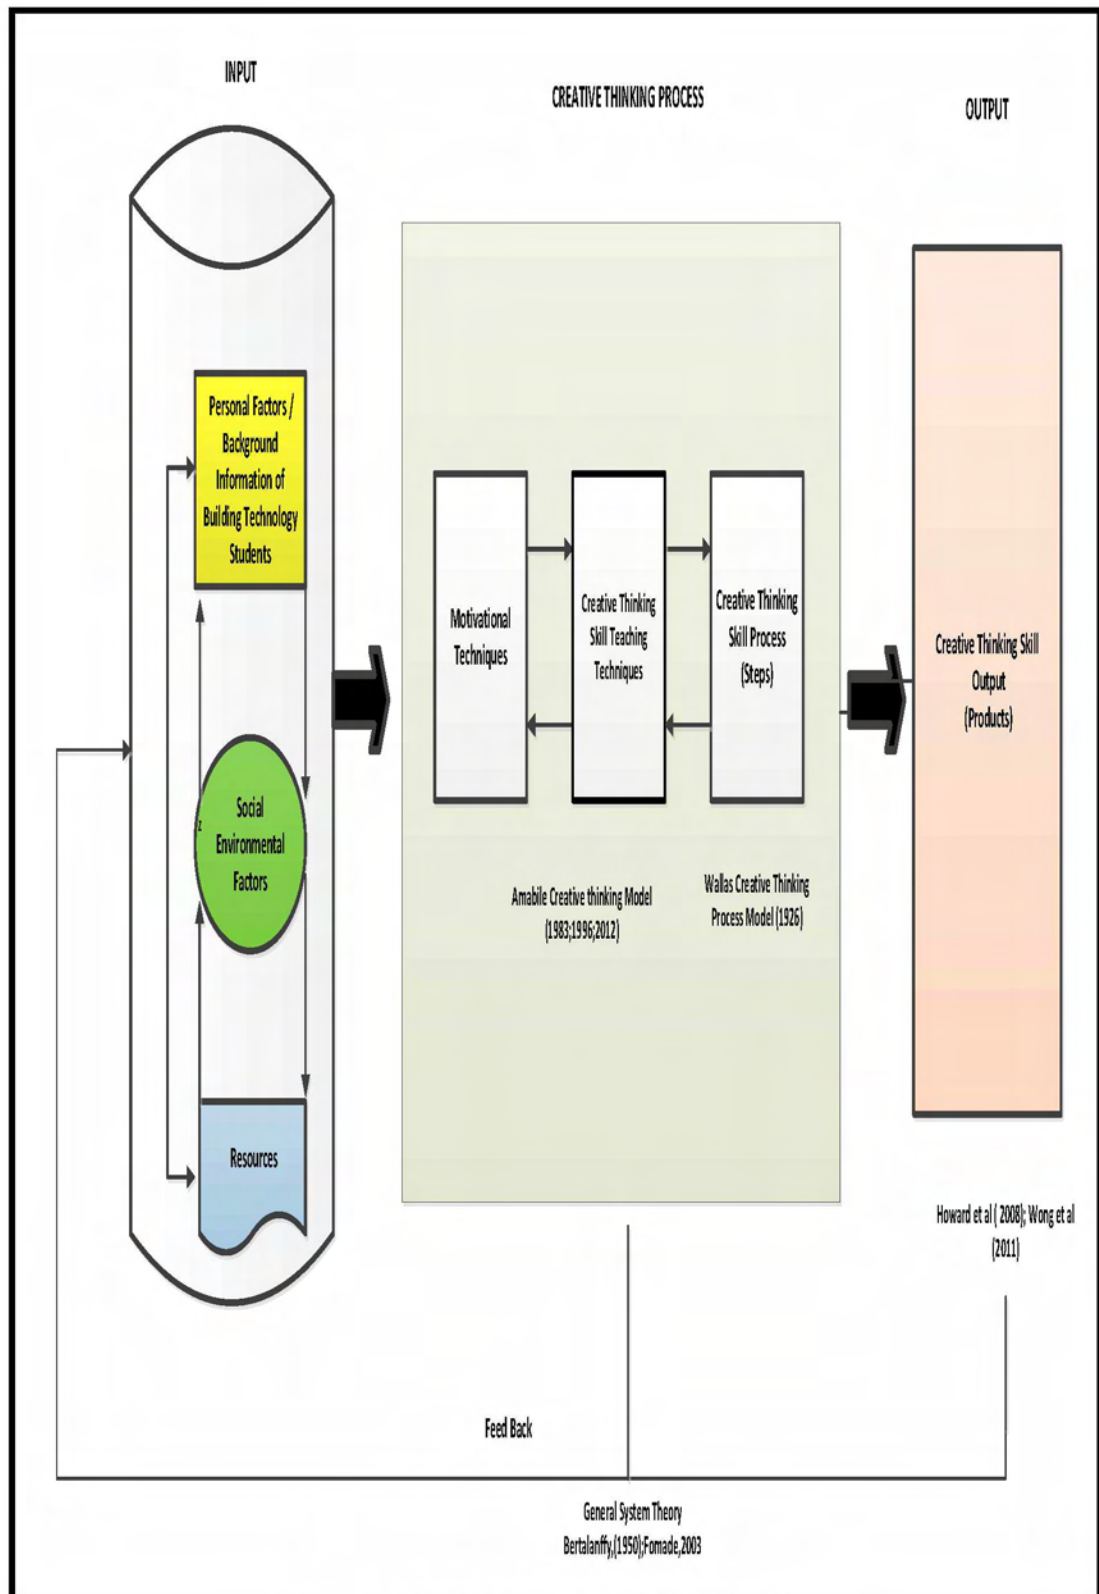 INPUT
CREATIVE THINKING PROCESS
OUTPUT
Personal Factors /
Background
Information of
Building Technology
Students
Social
Environmental
Factors
z
Resources
Motivational
Techniques
Creative Thinking
Skill Teaching
Techniques
Creative Thinking
Skill Process
(Steps)
Amabile Creative thinking Model
(1983;1996;2012)
Wallas Creative Thinking
Process Model (1926)
Creative Thinking Skill
Output
(Products)
Howard et al ( 2008); Wong et al
(2011)
Feed Back
General System Theory
Bertalanffy,(1950);Fomade,2003